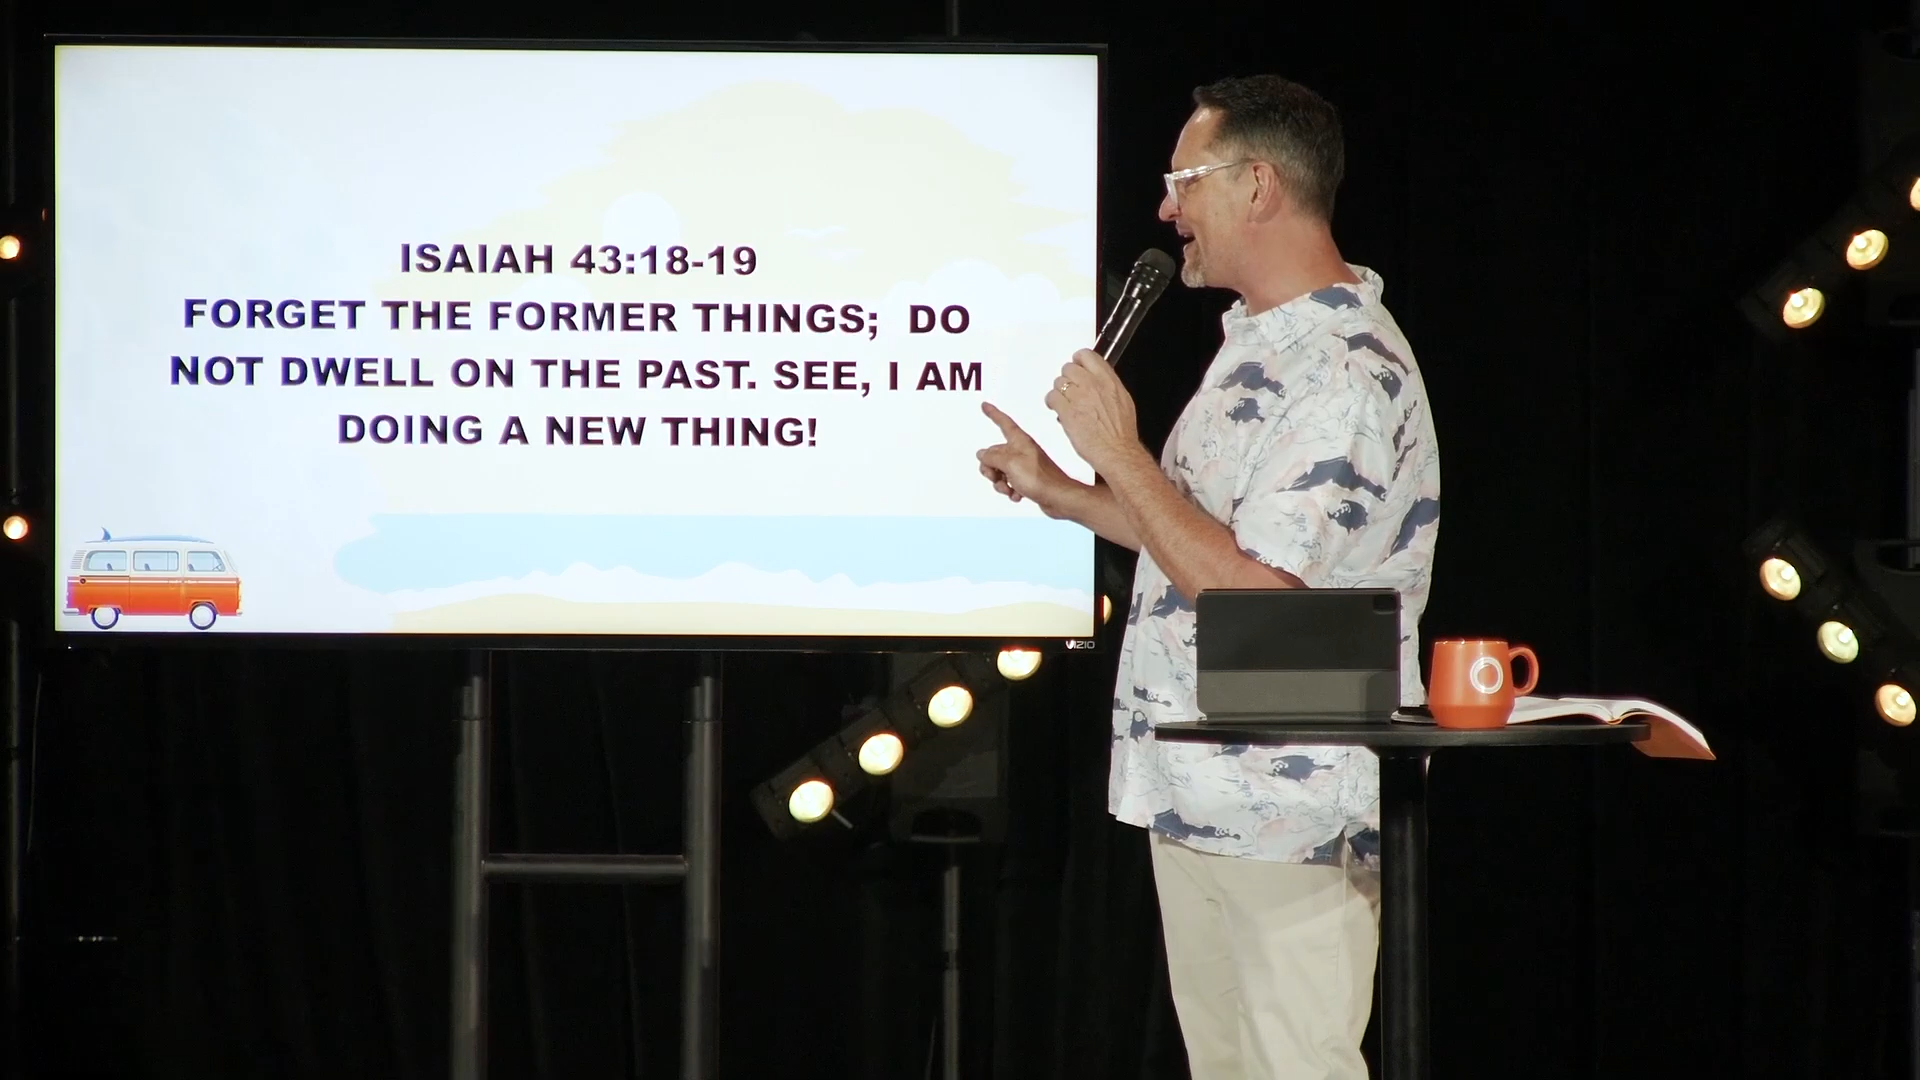 ISAIAH 43:18-19
FORGET THE FORMER THINGS; DO
NOT DWELL ON THE PAST. SEE, I AM
DOING A NEW THING!
VIZIO